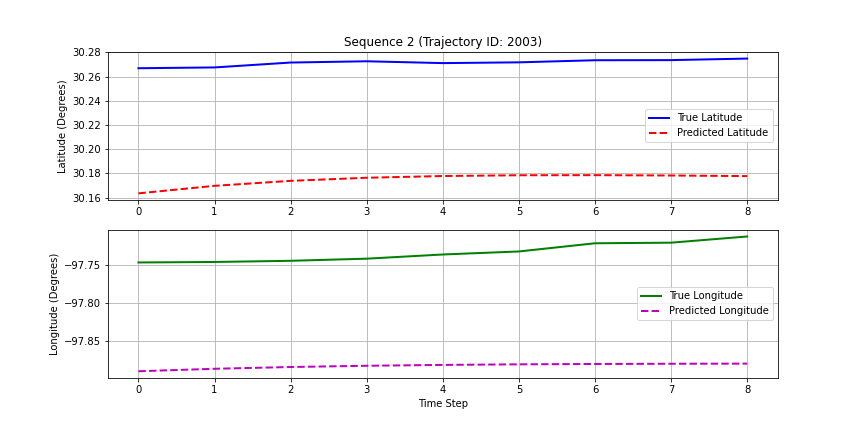 Sequence 2 (Trajectory ID: 2003)
Latitude (Degrees)
30.28
30.26
30.24
30.22
30.20
30.18
30.16
True Latitude
Predicted Latitude
0 1 2 3 4 5 6 7 8
Longitude (Degrees)
−97.75
−97.80
−97.85
True Longitude
Predicted Longitude
0 1 2 3 4 5 6 7 8
Time Step